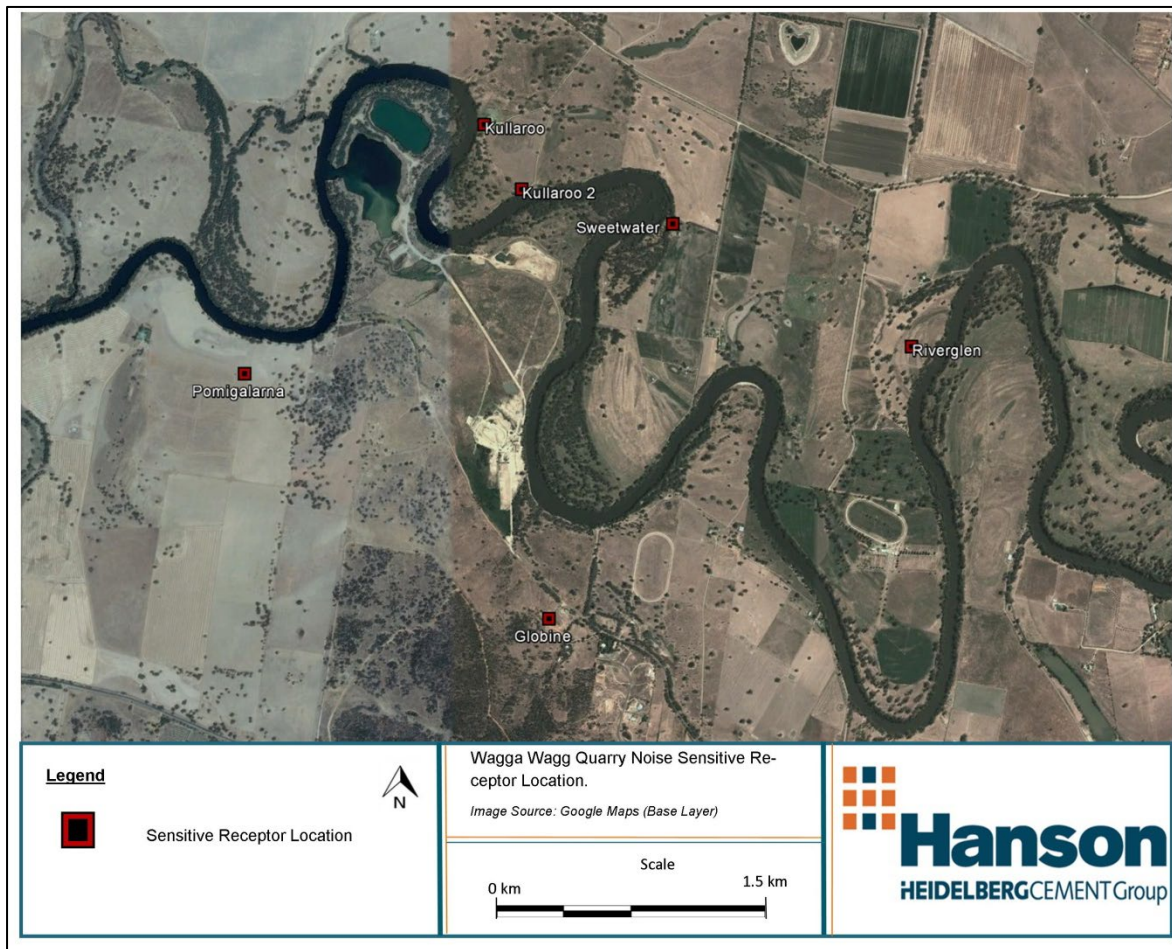 Kullaroo
Kullaroo 2
Sweetwater
Riverglen
Pomigalarna
Globine
Legend
N
Sensitive Receptor Location
Wagga Wagg Quarry Noise Sensitive Re-
ceptor Location.
Image Source: Google Maps (Base Layer)
Scale
0 km
1.5 km
Hanson
HEIDELBERGCEMENT Group